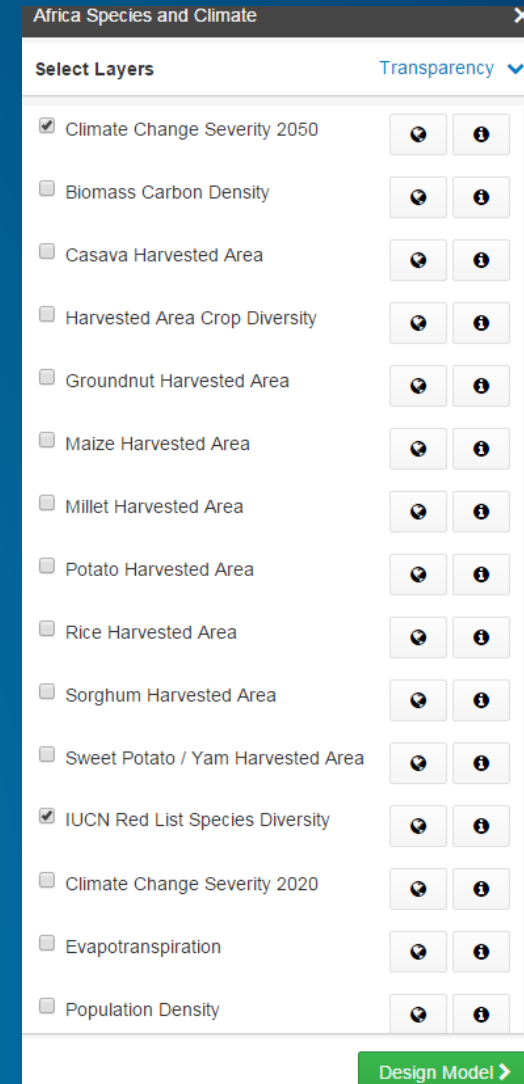 Africa Species and Climate
Select Layers Transparency
Climate Change Severity 2050
Biomass Carbon Density
Casava Harvested Area
Harvested Area Crop Diversity
Groundnut Harvested Area
Maize Harvested Area
Millet Harvested Area
Potato Harvested Area
Rice Harvested Area
Sorghum Harvested Area
Sweet Potato / Yam Harvested Area
IUCN Red List Species Diversity
Climate Change Severity 2020
Evapotranspiration
Population Density
Design Model